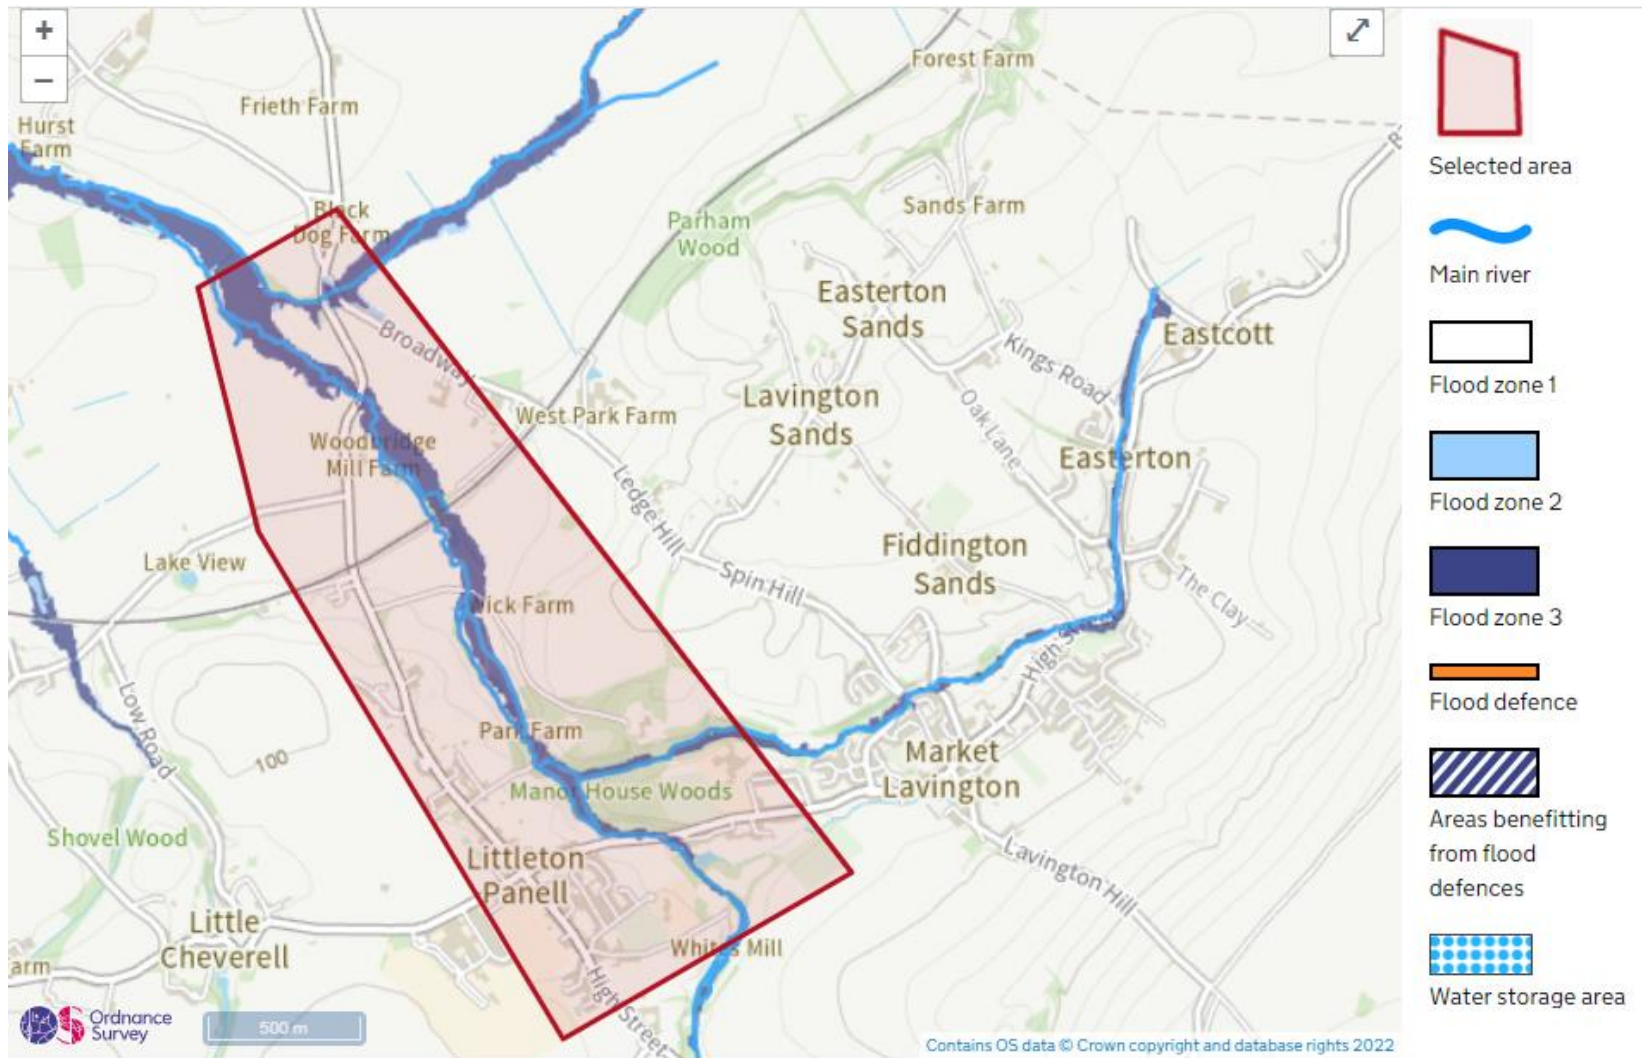 +
−
Forest Farm
Frieth Farm
Hurst
Farm
Black
Dog Farm
Sands Farm
Parham
Wood
Easterton
Sands
Eastcott
Broadway
Kings Road
Lavington
Sands
Oak Lane
West Park Farm
Woodbridge
Mill Farm
Easterton
Ledge Hill
Fiddington
Sands
Lake View
Spin Hill
The Clay
Wick Farm
High St
Low Road
Park Farm
100
Market
Lavington
Manor House Woods
Shovel Wood
Littleton
Panell
Lavington Hill
Little
Cheverell
Whites Mill
arm
High Street
Ordnance
Survey
500 m
Contains OS data © Crown copyright and database rights 2022
Selected area
Main river
Flood zone 1
Flood zone 2
Flood zone 3
Flood defence
Areas benefitting
from flood
defences
Water storage area